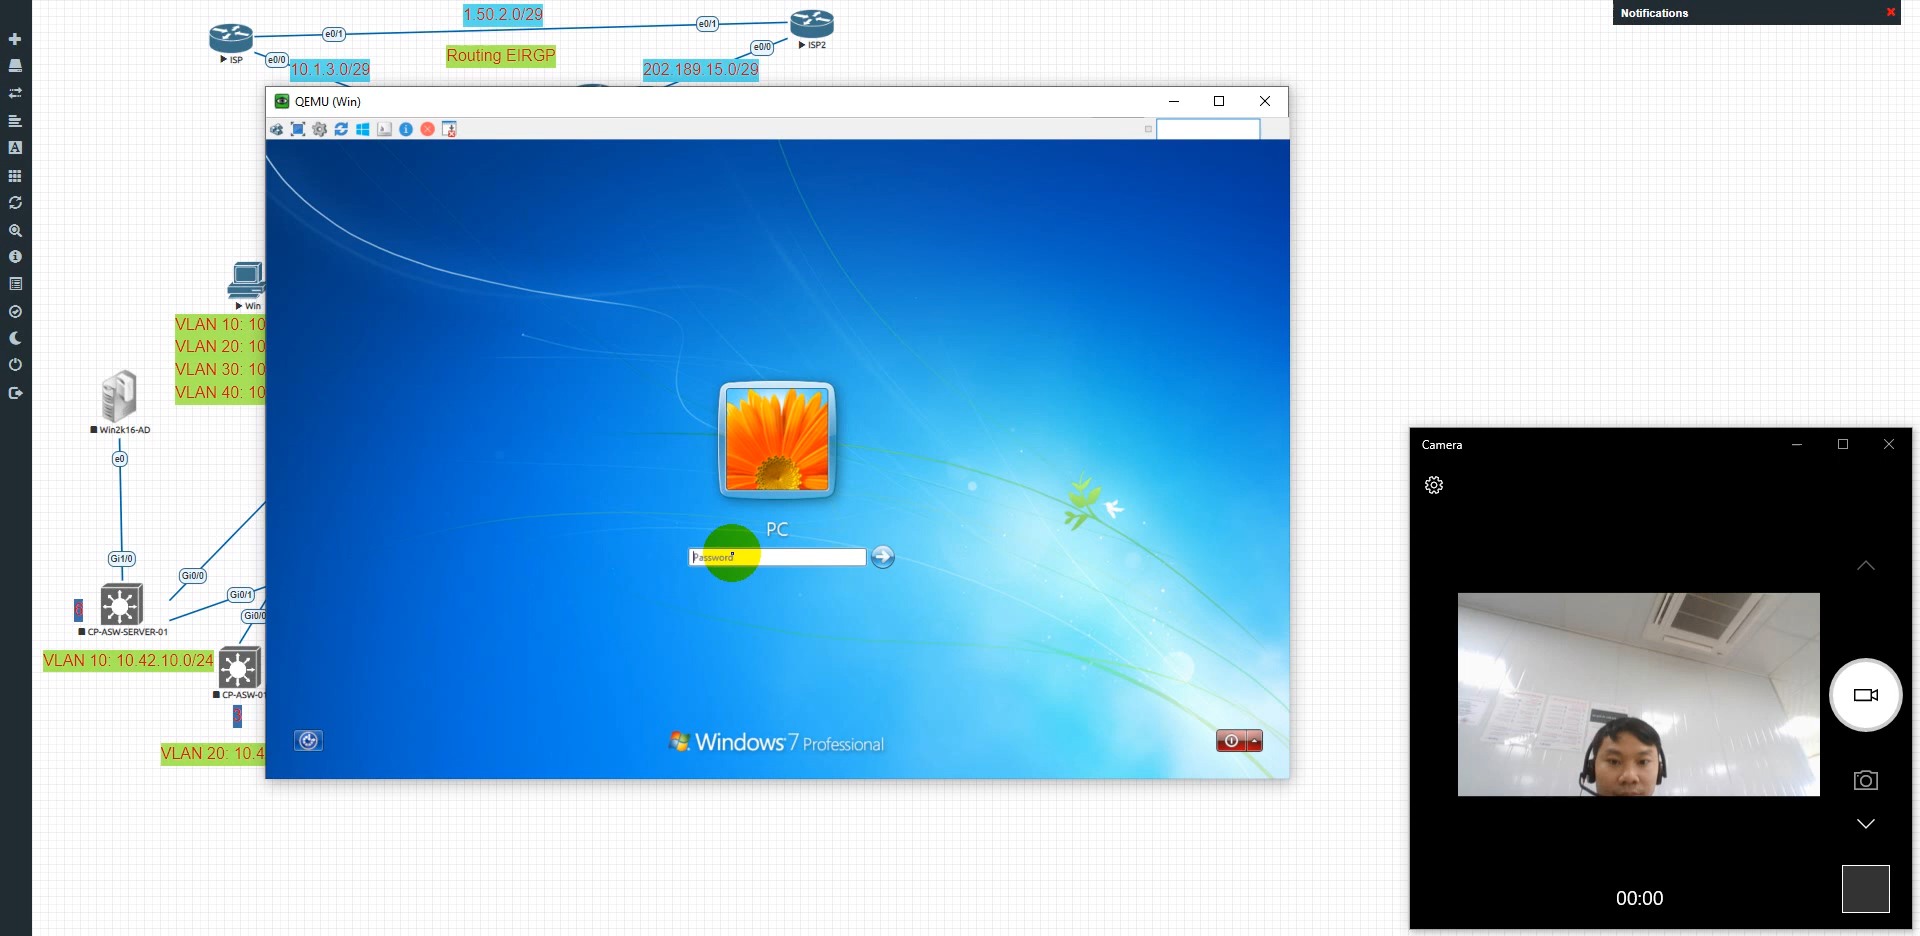 1.50.2.0/29
Notifications
e0/1
e0/1
ISP
ISP2
e0/0
e0/0
Routing EIRGP
10.1.3.0/29
202.189.15.0/29
QEMU (Win)
Win
VLAN 10: 10
VLAN 20: 10
VLAN 30: 10
VLAN 40: 10
Win2k16-AD
e0
Camera
PC
Password
Gi1/0
Gi0/0
Gi0/1
Gi0/0
CP-ASW-SERVER-01
VLAN 10: 10.42.10.0/24
CP-ASW-01
3
VLAN 20: 10.4
Windows 7 Professional
00:00